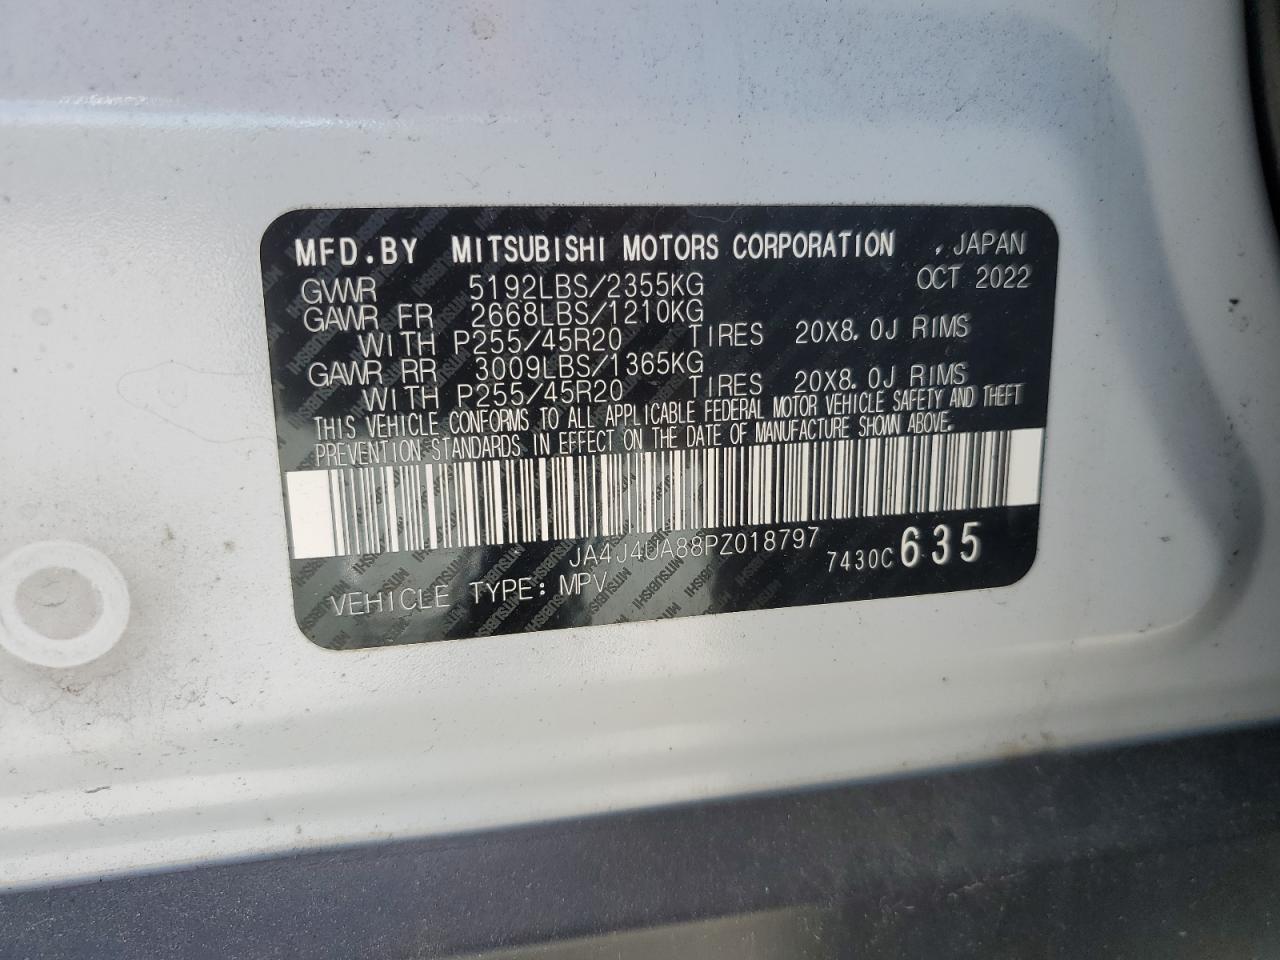 MFD.BY MITSUBISHI MOTORS CORPORATION , JAPAN
GVWR 5192LBS/2355KG OCT 2022
GAWR FR 2668LBS/1210KG
WITH P255/45R20 TIRES 20X8.0J RIMS
GAWR RR 3009LBS/1365KG
WITH P255/45R20 TIRES 20X8.0J RIMS
THIS VEHICLE CONFORMS TO ALL APPLICABLE FEDERAL MOTOR VEHICLE SAFETY AND THEFT
PREVENTION STANDARDS IN EFFECT ON THE DATE OF MANUFACTURE SHOWN ABOVE.
JA4J4UA88PZ018797
7430C 635
VEHICLE TYPE: MPV